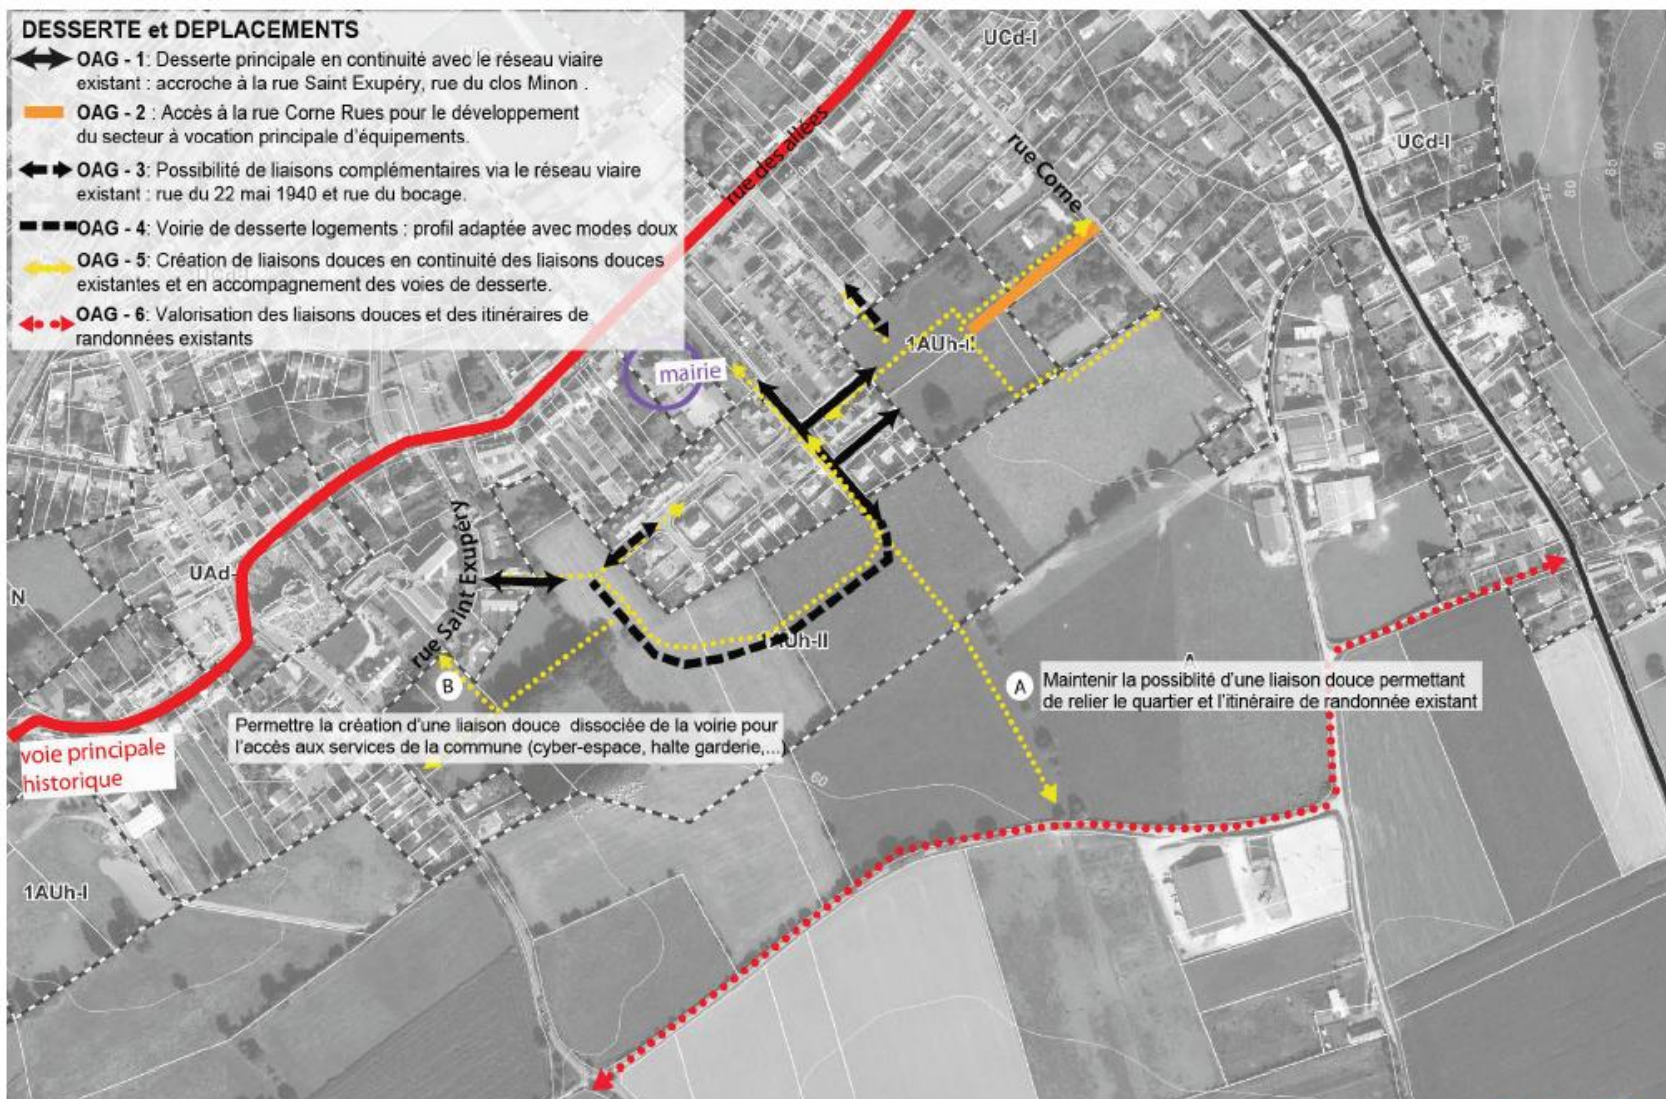 DESSERTE et DEPLACEMENTS
OAG - 1: Desserte principale en continuité avec le réseau viaire
existant : accroche à la rue Saint Exupéry, rue du clos Minon .
OAG - 2 : Accès à la rue Corne Rues pour le développement
du secteur à vocation principale d'équipements.
OAG - 3: Possibilité de liaisons complémentaires via le réseau viaire
existant : rue du 22 mai 1940 et rue du bocage.
OAG - 4: Voirie de desserte logements : profil adaptée avec modes doux
OAG - 5: Création de liaisons douces en continuité des liaisons douces
existantes et en accompagnement des voies de desserte.
OAG - 6: Valorisation des liaisons douces et des itinéraires de
randonnées existants
UCd-I
UCd-I
rue des allées
rue Corne
75
80
85
90
65
1AUh-II
mairie
rue Saint Exupéry
UAd-
N
1AUh-II
B
Permettre la création d'une liaison douce dissociée de la voirie pour
l'accès aux services de la commune (cyber-espace, halte garderie,...)
A
A
Maintenir la possiblité d'une liaison douce permettant
de relier le quartier et l'itinéraire de randonnée existant
voie principale
historique
60
1AUh-I